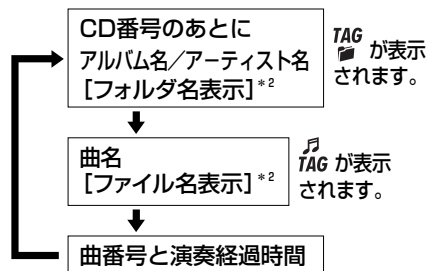 CD番号のあとに
アルバム名／アーティスト名
［フォルダ名表示］*2
TAG
が表示
されます。
曲名
［ファイル名表示］*2
TAG が表示
されます。
曲番号と演奏経過時間